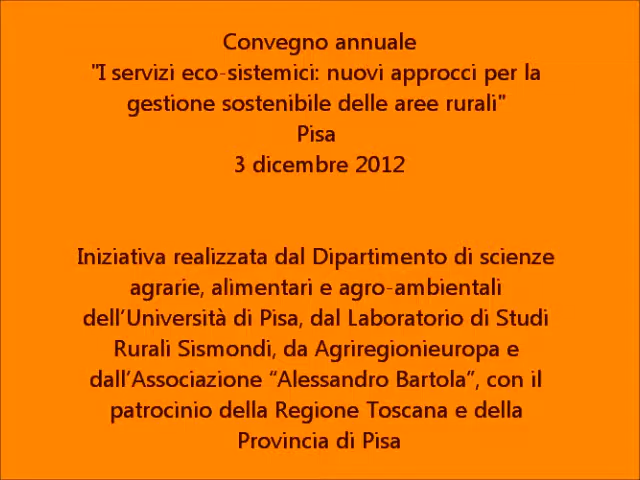 Convegno annuale
"I servizi eco-sistemici: nuovi approcci per la
gestione sostenibile delle aree rurali"
Pisa
3 dicembre 2012
Iniziativa realizzata dal Dipartimento di scienze
agrarie, alimentari e agro-ambientali
dell'Università di Pisa, dal Laboratorio di Studi
Rurali Sismondi, da Agriregionieuropa e
dall'Associazione “Alessandro Bartola”, con il
patrocinio della Regione Toscana e della
Provincia di Pisa